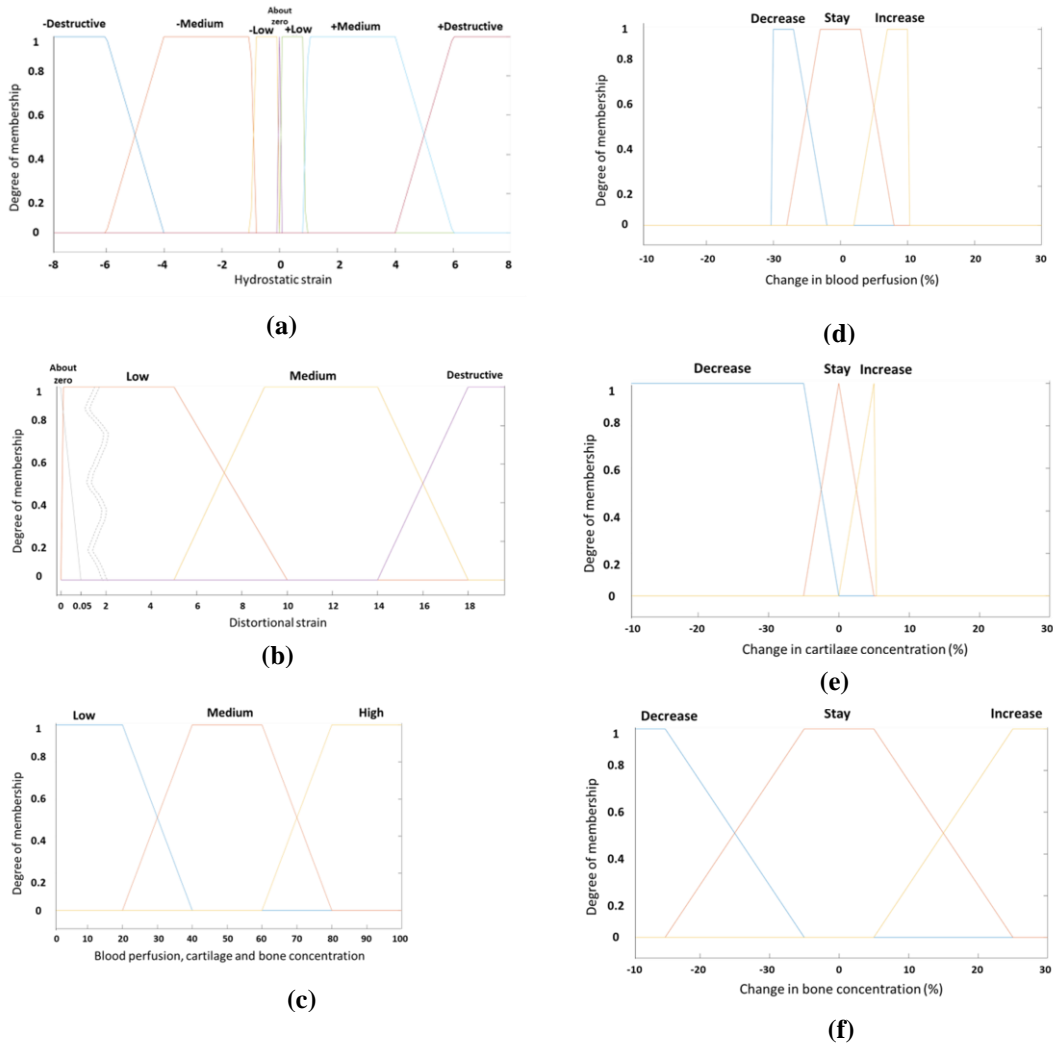 -Destructive
-Medium
-Low
About
zero
+Low
+Medium
+Destructive
1
0.8
0.6
0.4
0.2
0
Degree of membership
-8 -6 -4 -2 0 2 4 6 8
Hydrostatic strain
(a)
Decrease Stay Increase
1
0.8
0.6
0.4
0.2
0
Degree of membership
-10 -20 -30 0 10 20 30
Change in blood perfusion (%)
(d)
About
zero
Low Medium Destructive
1
0.8
0.6
0.4
0.2
0
Degree of membership
0 0.05 2 4 6 8 10 12 14 16 18
Distortional strain
(b)
Decrease Stay Increase
1
0.8
0.6
0.4
0.2
0
Degree of membership
-10 -20 -30 0 10 20 30
Change in cartilage concentration (%)
(e)
Low Medium High
1
0.8
0.6
0.4
0.2
0
Degree of membership
0 10 20 30 40 50 60 70 80 90 100
Blood perfusion, cartilage and bone concentration
(c)
Decrease Stay Increase
1
0.8
0.6
0.4
0.2
0
Degree of membership
-10 -20 -30 0 10 20 30
Change in bone concentration (%)
(f)